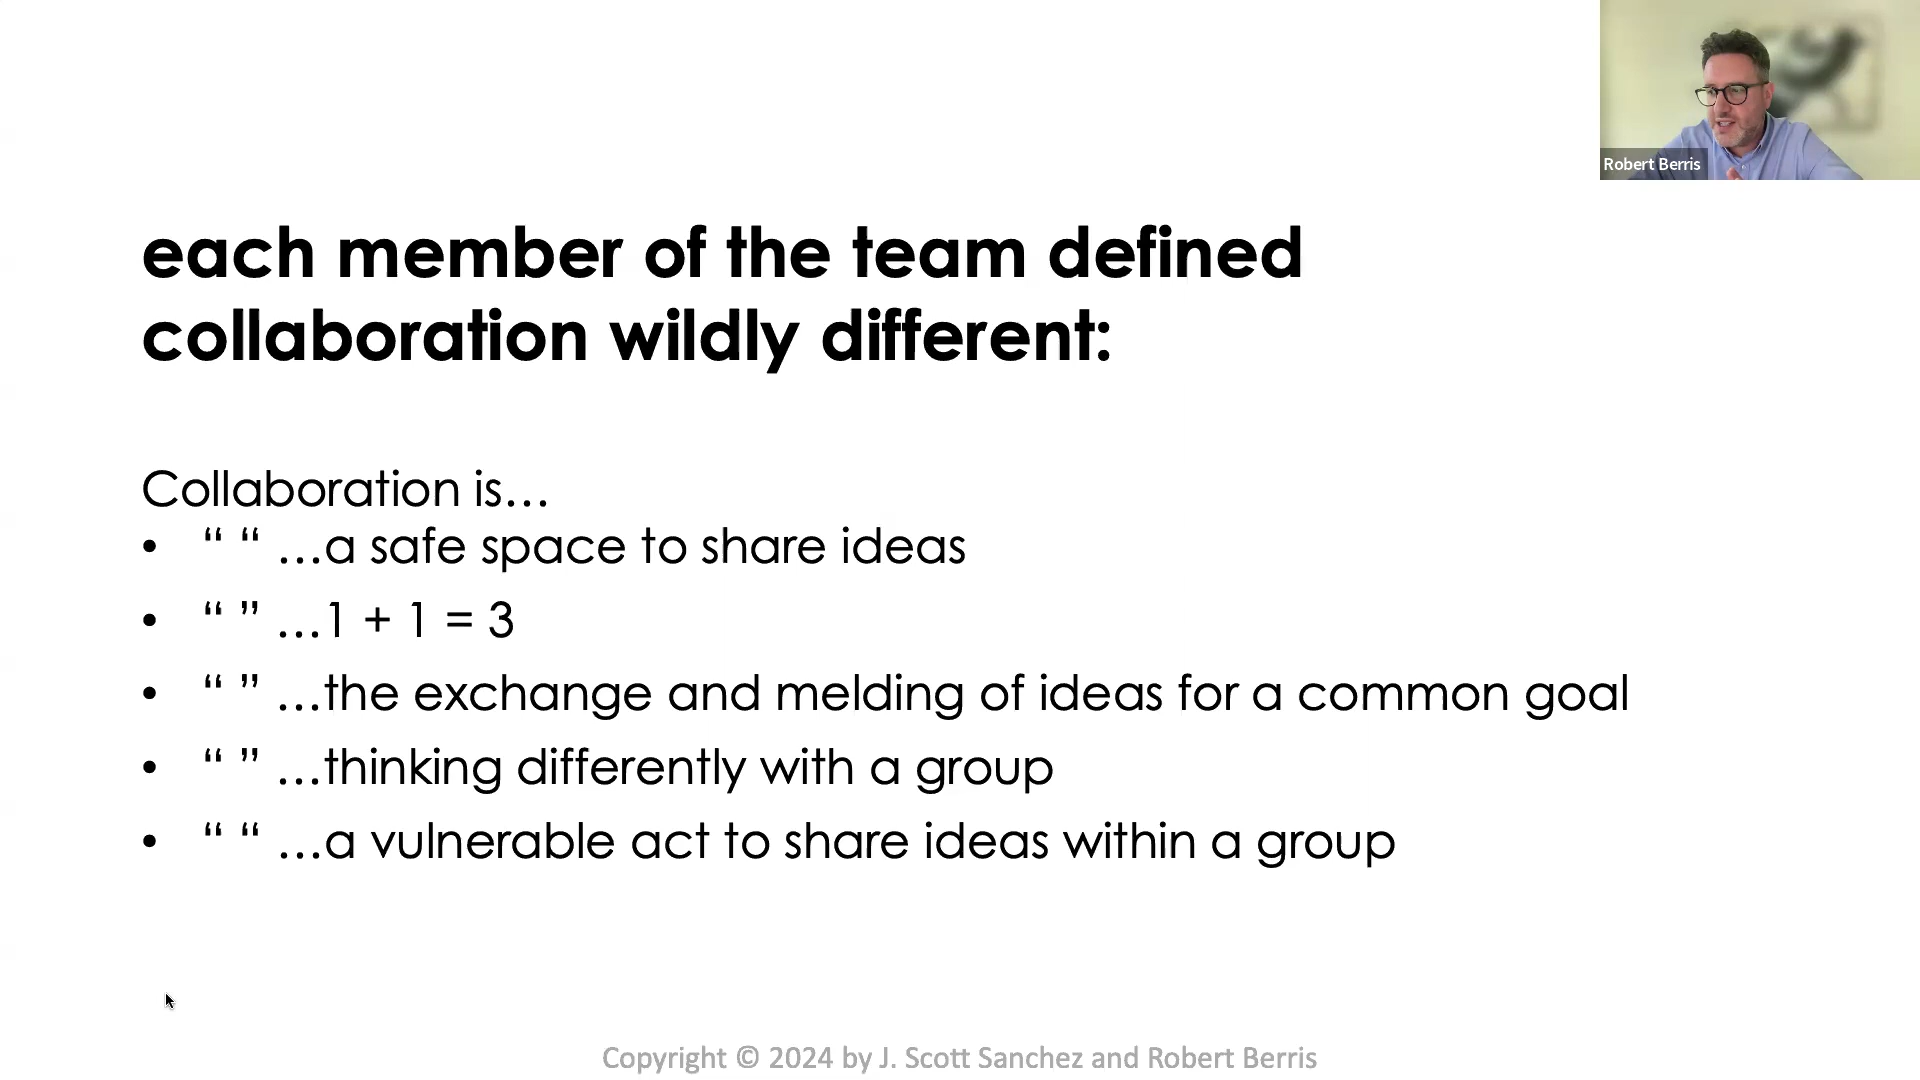 Robert Berris
each member of the team defined
collaboration wildly different:
Collaboration is…
• “ “ …a safe space to share ideas
• “ ” …1 + 1 = 3
• “ ” …the exchange and melding of ideas for a common goal
• “ ” …thinking differently with a group
• “ “ …a vulnerable act to share ideas within a group
Copyright © 2024 by J. Scott Sanchez and Robert Berris